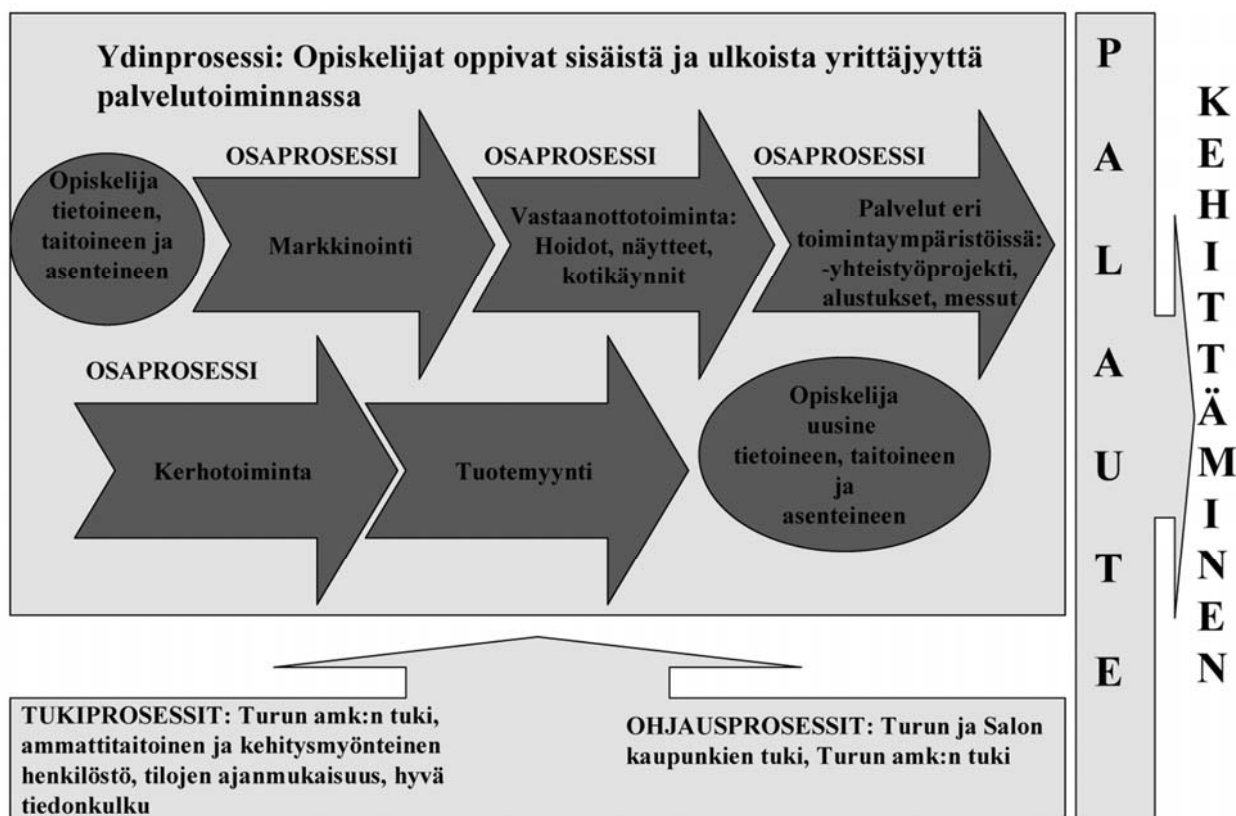 Ydinprosessi: Opiskelijat oppivat sisäistä ja ulkoista yrittäjyyttä
palvelutoiminnassa
Opiskelija
tietoineen,
taitoineen ja
asenteineen
OSAPROSESSI
Markkinointi
OSAPROSESSI
Vastaanottotoiminta:
Hoidot, näytteet,
kotikäynnit
OSAPROSESSI
Palvelut eri
toimintaympäristöissä:
-yhteistyöprojekti,
alustukset, messut
OSAPROSESSI
Kerhotoiminta
Tuotemyynti
Opiskelija
uusine
tietoineen, taitoineen
ja
asenteineen
TUKIPROSESSIT: Turun amk:n tuki,
ammattitaitoinen ja kehitysmyönteinen
henkilöstö, tilojen ajanmukaisuus, hyvä
tiedonkulku
OHJAUSPROSESSIT: Turun ja Salon
kaupunkien tuki, Turun amk:n tuki
PALAUTE
KEHITTÄMINEN